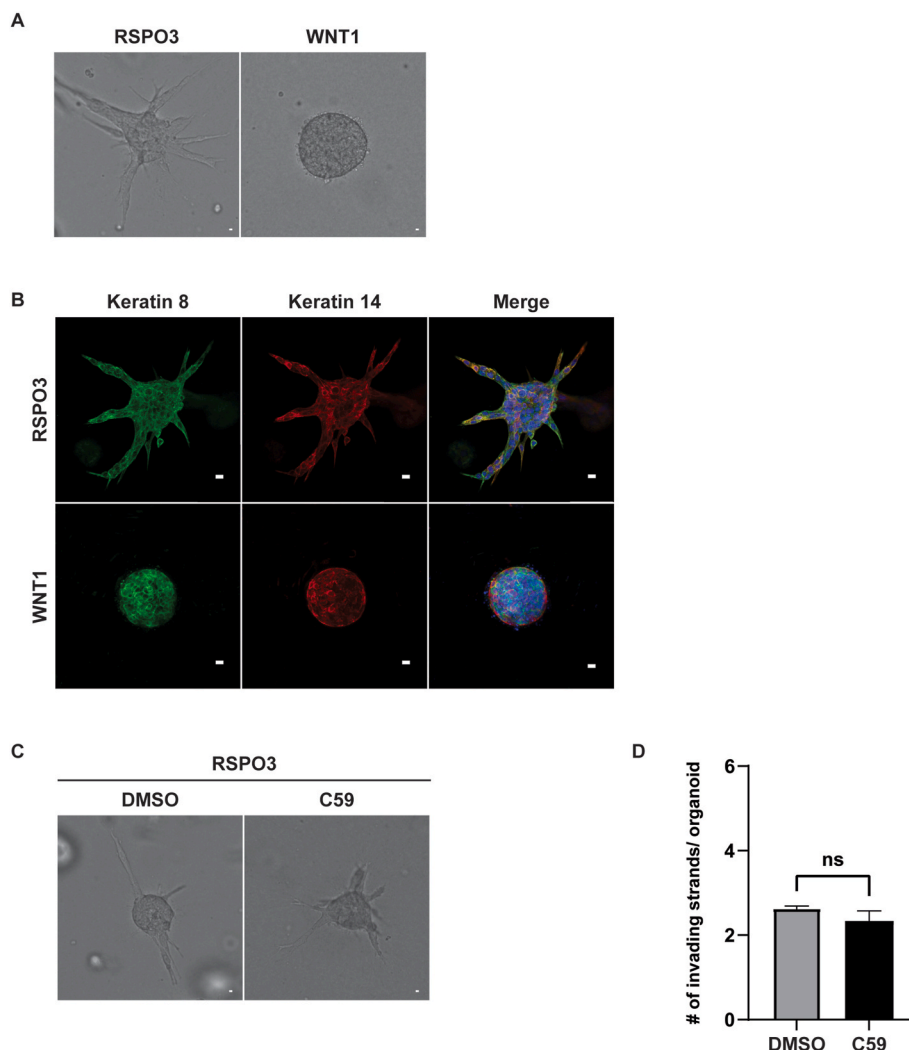 A
RSPO3 WNT1
B
Keratin 8 Keratin 14 Merge
RSPO3
WNT1
C
RSPO3
DMSO C59
D
# of invading strands/ organoid
6
4
2
0
ns
DMSO C59